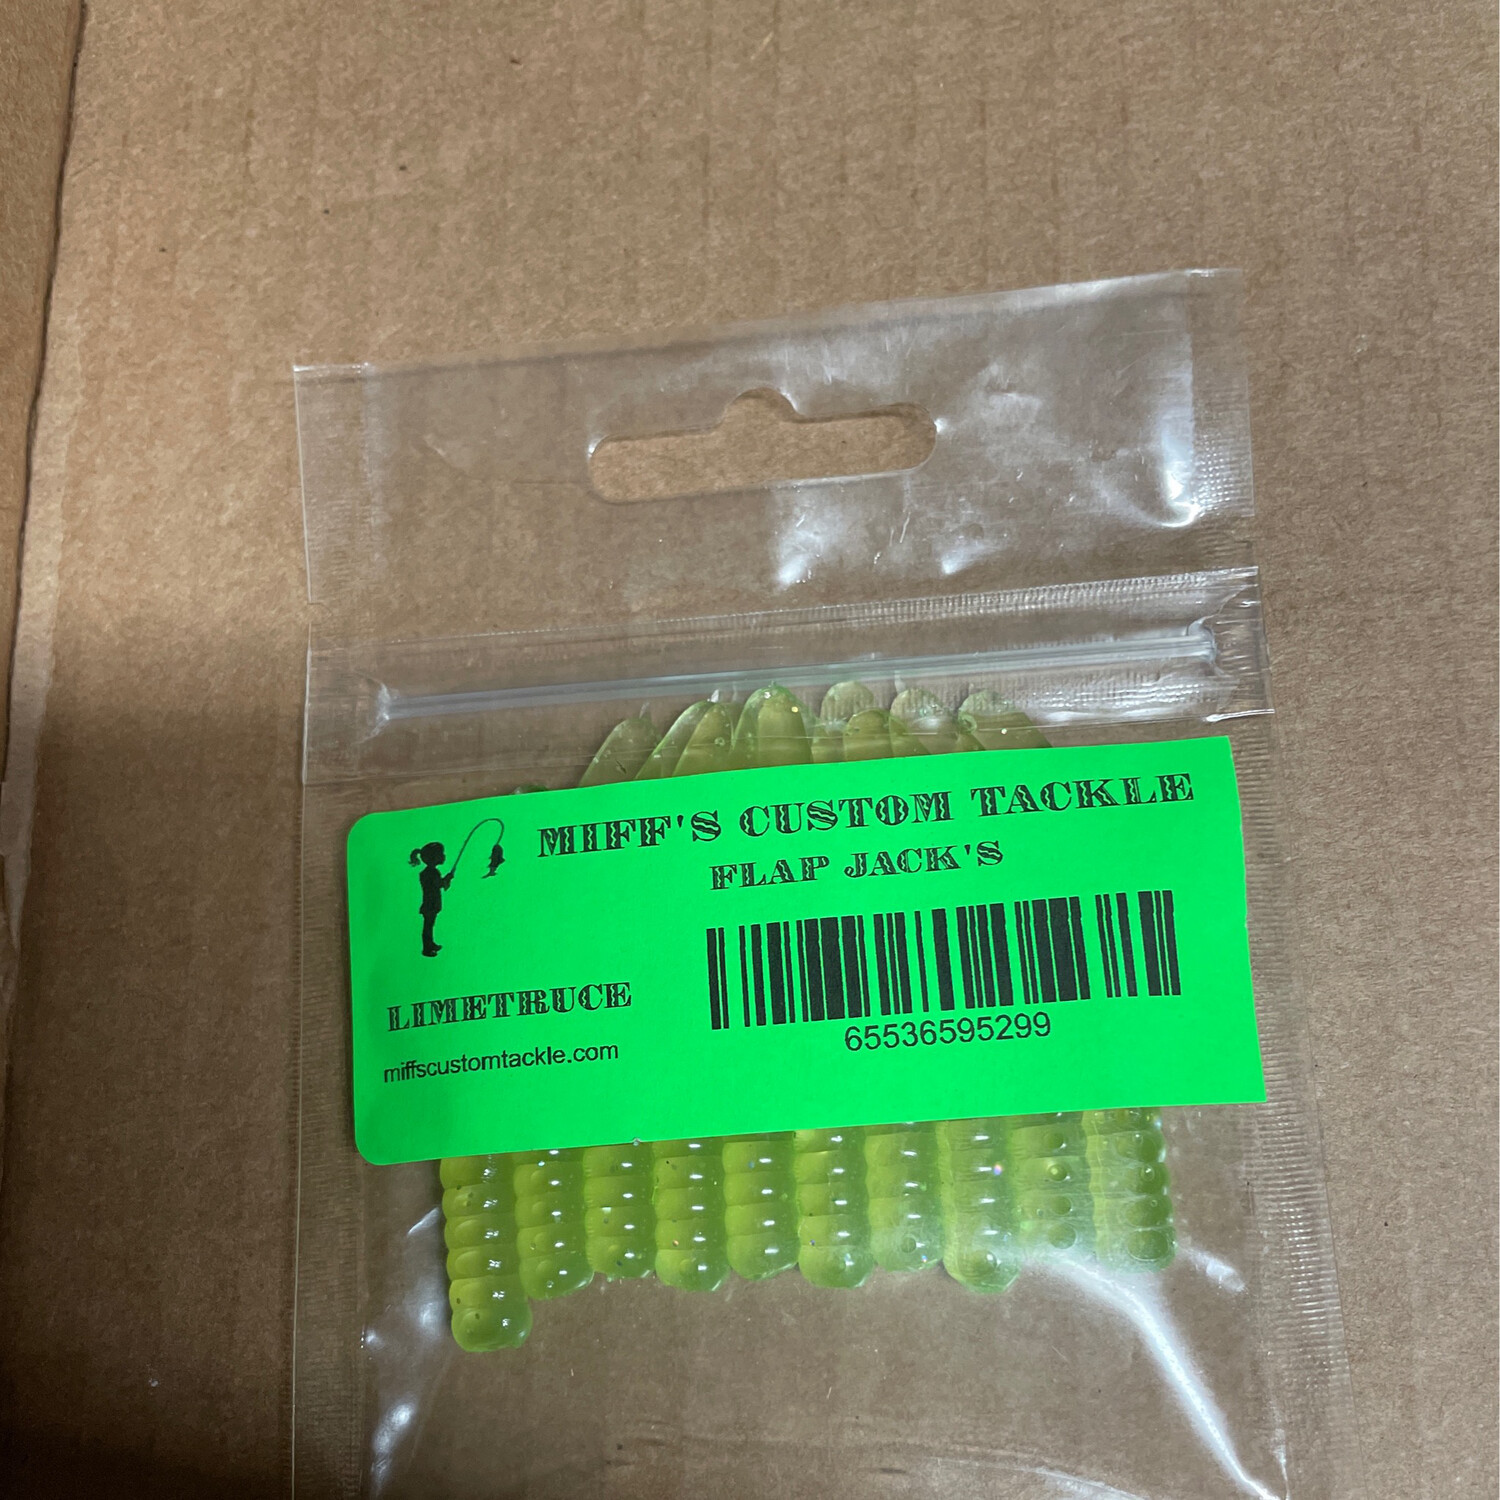 MIFF'S CUSTOM TACKLE
FLAP JACK'S
LIMETRUCE
miffscustomtackle.com
65536595299